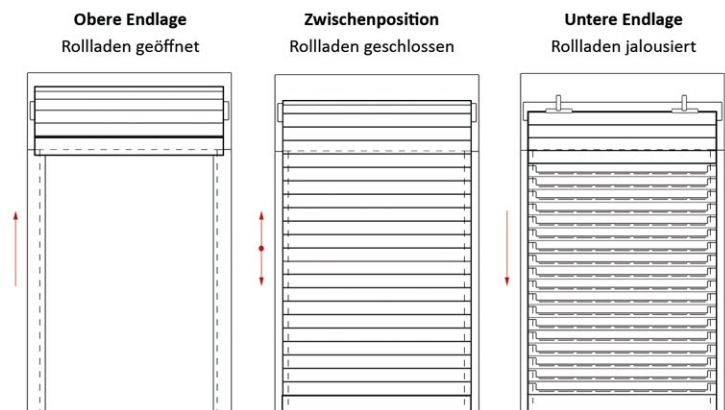 Obere Endlage
Rollladen geöffnet
Zwischenposition
Rollladen geschlossen
Untere Endlage
Rollladen jalousiert